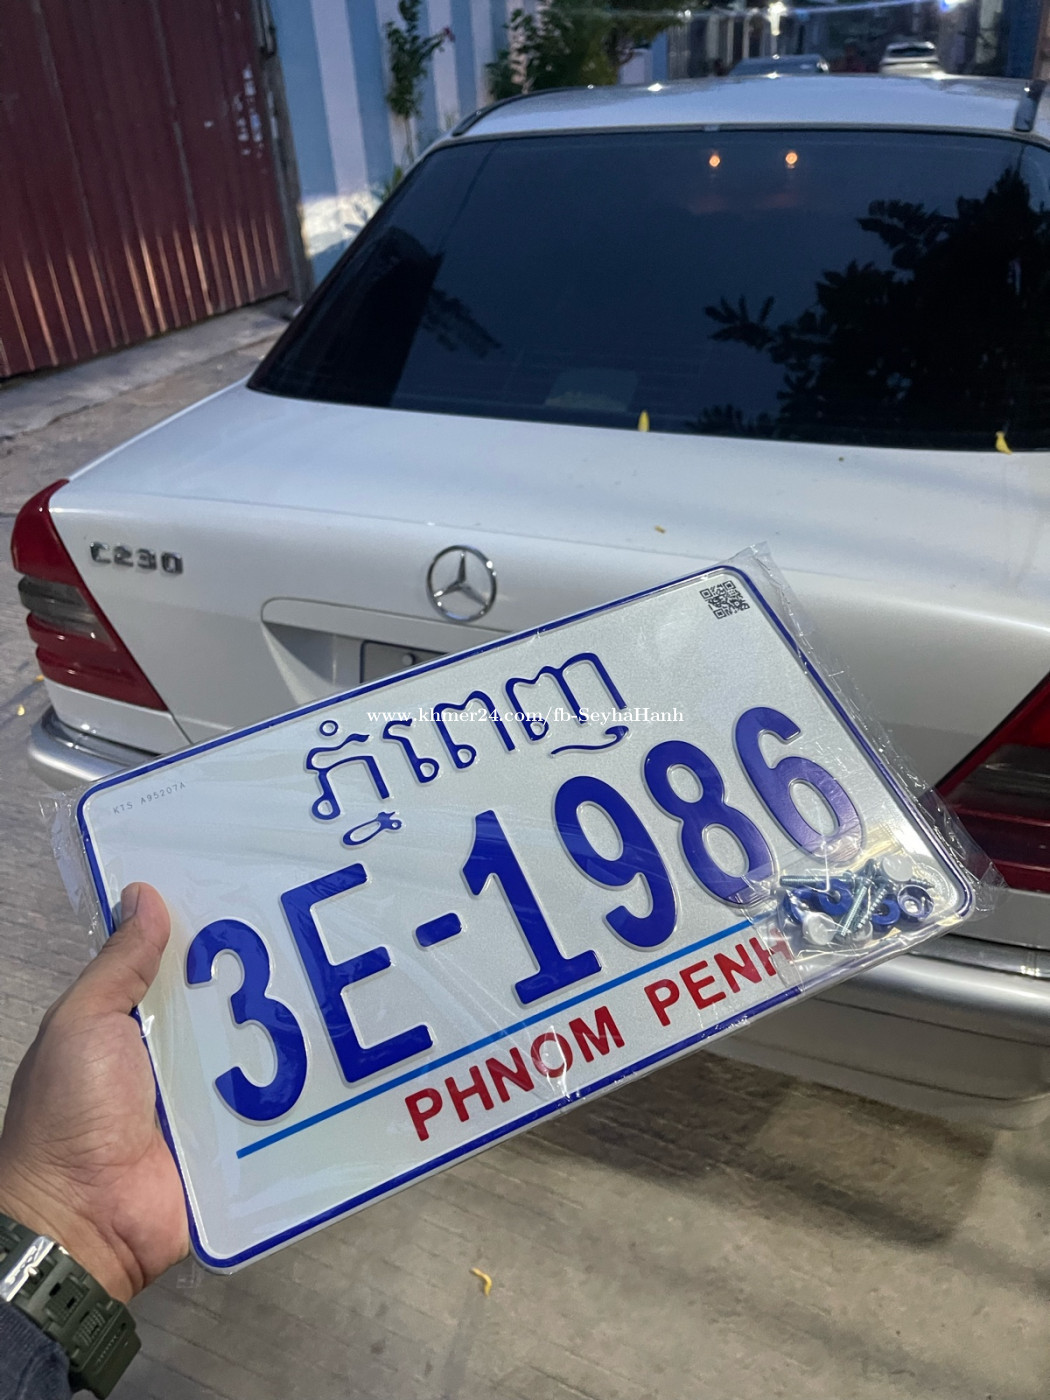 C230
www.khmer24.com/fb-SeyhaHanh
ភ្នំពេញ
KTS A95207A
3E-1986
PHNOM PENH